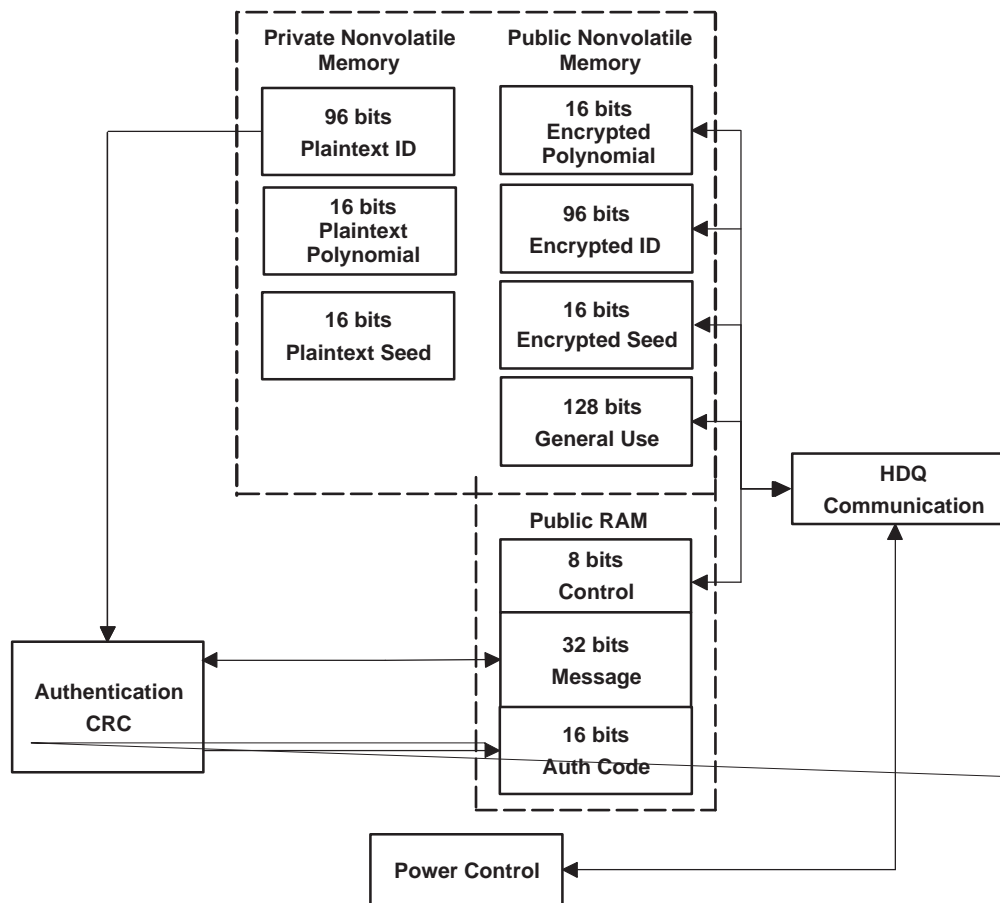 Private Nonvolatile
Memory
96 bits
Plaintext ID
16 bits
Plaintext
Polynomial
16 bits
Plaintext Seed
Public Nonvolatile
Memory
16 bits
Encrypted
Polynomial
96 bits
Encrypted ID
16 bits
Encrypted Seed
128 bits
General Use
HDQ
Communication
Public RAM
8 bits
Control
32 bits
Message
16 bits
Auth Code
Authentication
CRC
Power Control